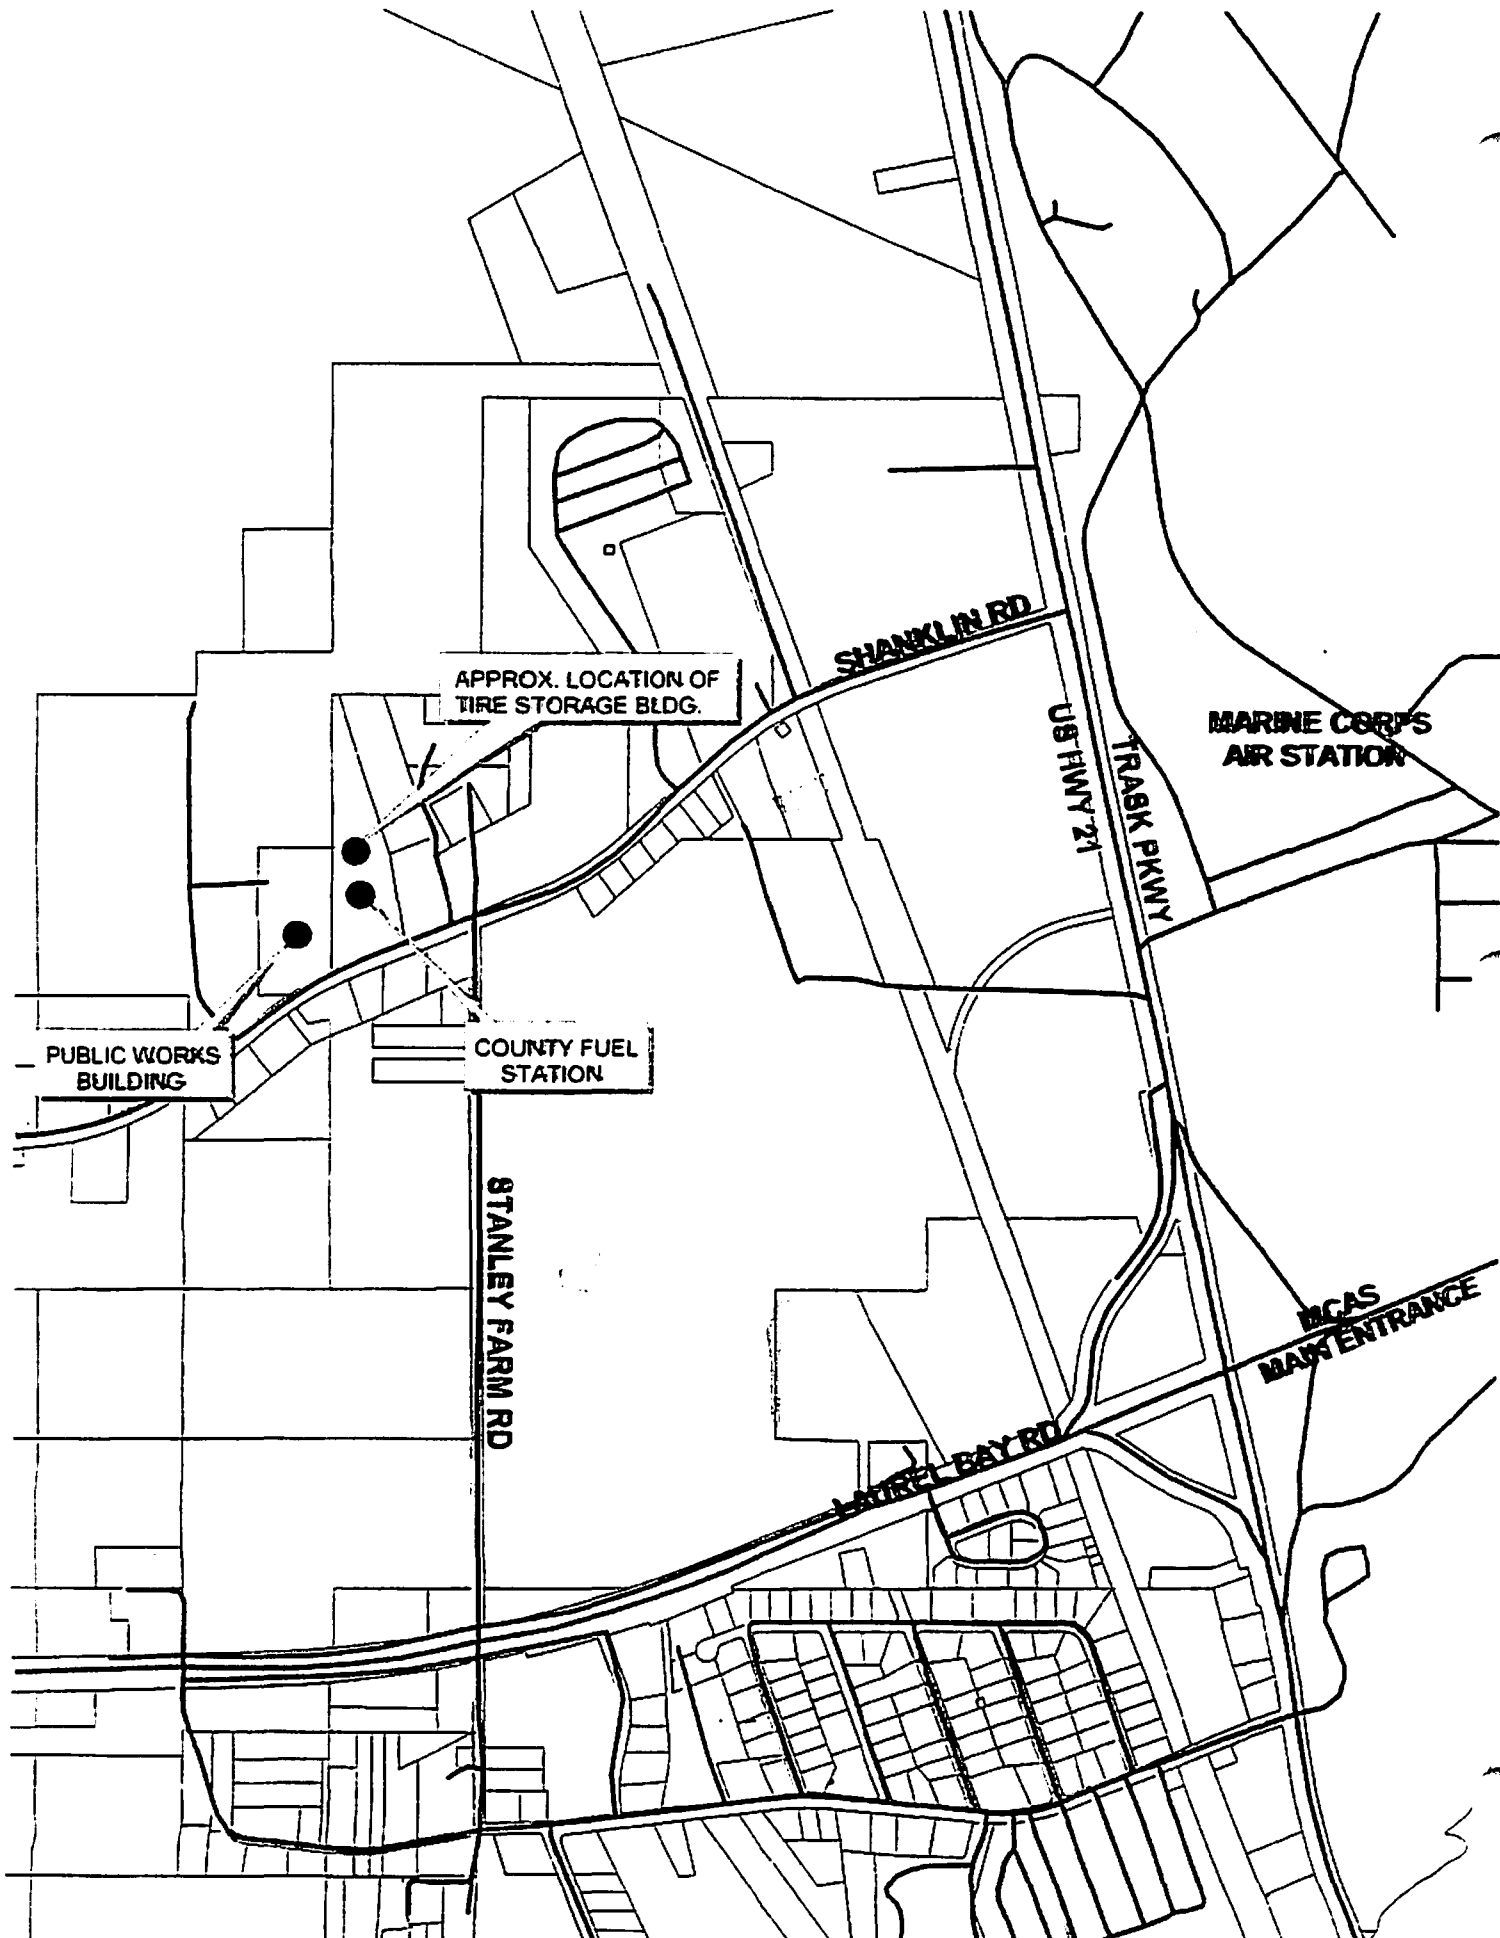 SHANKLIN RD
APPROX. LOCATION OF
TIRE STORAGE BLDG.
US HWY 21
TRASK PKWY
MARINE CORPS
AIR STATION
PUBLIC WORKS
BUILDING
COUNTY FUEL
STATION
STANLEY FARM RD
MCAS
MAIN ENTRANCE
LAUREL BAY RD